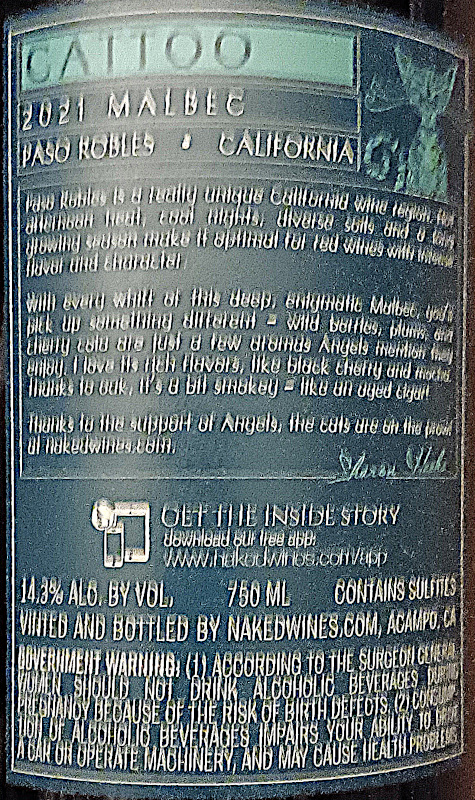 CATTOO
2021 MALBEC
PASO ROBLES • CALIFORNIA
Paso Robles is a really unique California wine region. Hot
afternoon heat, cool nights, diverse soils and a long
growing season make it optimal for red wines with intense
flavor and character.
With every whiff of this deep, enigmatic Malbec, you'll
pick up something different - wild berries, plums, and
cherry cola are just a few aromas Angels mention they
enjoy. I love its rich flavors, like black cherry and mocha.
Thanks to oak, it's a bit smokey - like an aged cigar.
Thanks to the support of Angels, the cats are on the prowl
at nakedwines.com.
GET THE INSIDE STORY
download our free app:
www.nakedwines.com/app
14.3% ALC. BY VOL. 750 ML CONTAINS SULFITES
VINTED AND BOTTLED BY NAKEDWINES.COM, ACAMPO, CA
GOVERNMENT WARNING: (1) ACCORDING TO THE SURGEON GENERAL,
WOMEN SHOULD NOT DRINK ALCOHOLIC BEVERAGES DURING
PREGNANCY BECAUSE OF THE RISK OF BIRTH DEFECTS. (2) CONSUMP-
TION OF ALCOHOLIC BEVERAGES IMPAIRS YOUR ABILITY TO DRIVE
A CAR OR OPERATE MACHINERY, AND MAY CAUSE HEALTH PROBLEMS.